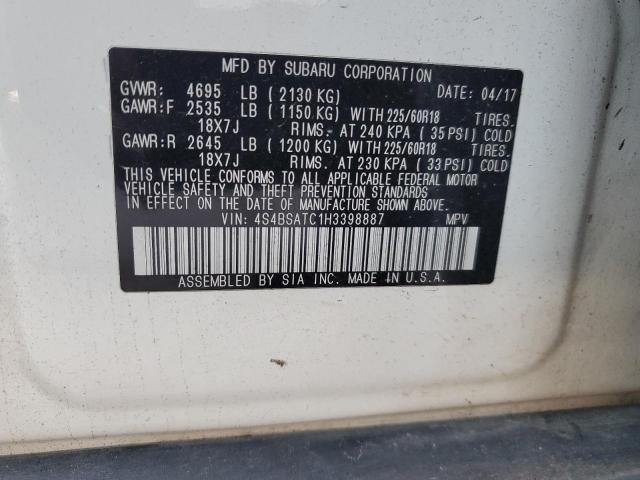 MFD BY SUBARU CORPORATION
GVWR: 4695 LB (2130 KG) DATE: 04/17
GAWR:F 2535 LB (1150 KG) WITH 225/60R18 TIRES.
18X7J RIMS. AT 240 KPA (35 PSI) COLD
GAWR:R 2645 LB (1200 KG) WITH 225/60R18 TIRES.
18X7J RIMS. AT 230 KPA (33 PSI) COLD
THIS VEHICLE CONFORMS TO ALL APPLICABLE FEDERAL MOTOR
VEHICLE SAFETY AND THEFT PREVENTION STANDARDS
IN EFFECT ON THE DATE OF MANUFACTURE SHOWN ABOVE.
VIN: 4S4BSATC1H3398887 MPV
ASSEMBLED BY SIA INC. MADE IN U.S.A.